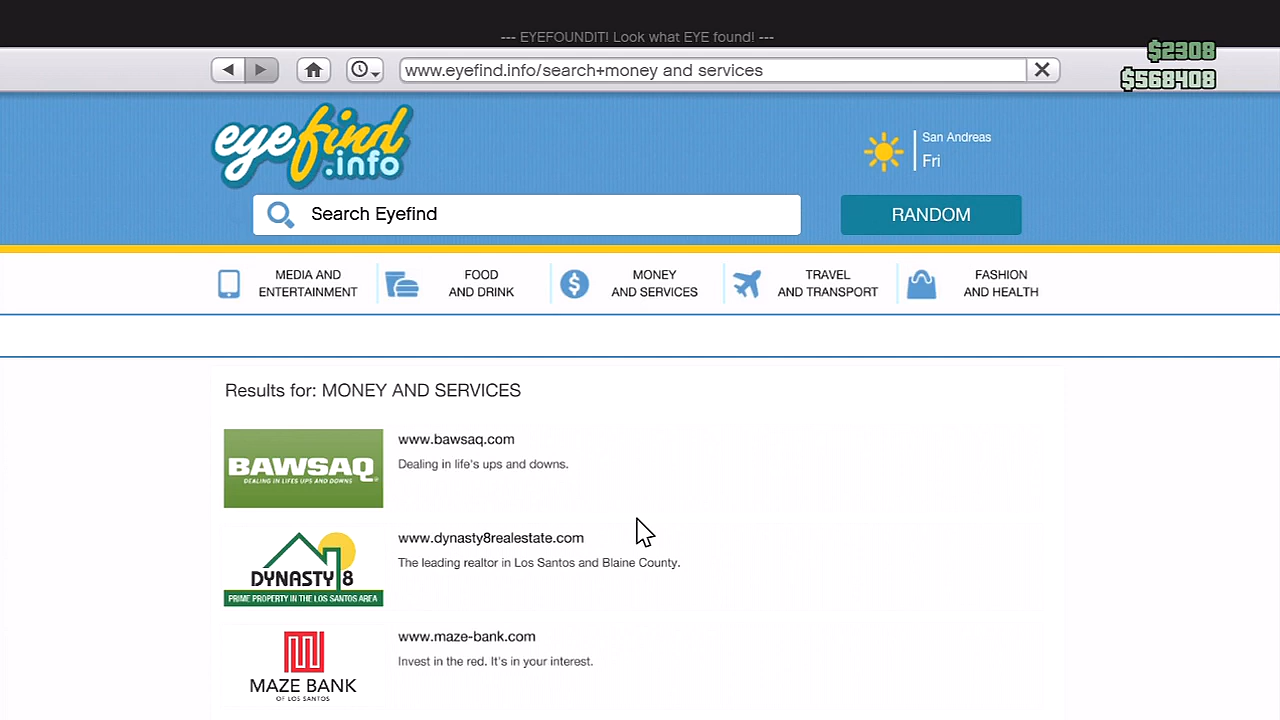 --- EYEFOUNDIT! Look what EYE found! ---
$2308
www.eyefind.info/search+money and services
$568408
eyefind
.info
San Andreas
Fri
Search Eyefind
RANDOM
MEDIA AND
ENTERTAINMENT
FOOD
AND DRINK
MONEY
AND SERVICES
TRAVEL
AND TRANSPORT
FASHION
AND HEALTH
Results for: MONEY AND SERVICES
BAWSAQ
DEALING IN LIFES UPS AND DOWNS
www.bawsaq.com
Dealing in life's ups and downs.
DYNASTY 8
PRIME PROPERTY IN THE LOS SANTOS AREA
www.dynasty8realestate.com
The leading realtor in Los Santos and Blaine County.
MAZE BANK
OF LOS SANTOS
www.maze-bank.com
Invest in the red. It's in your interest.